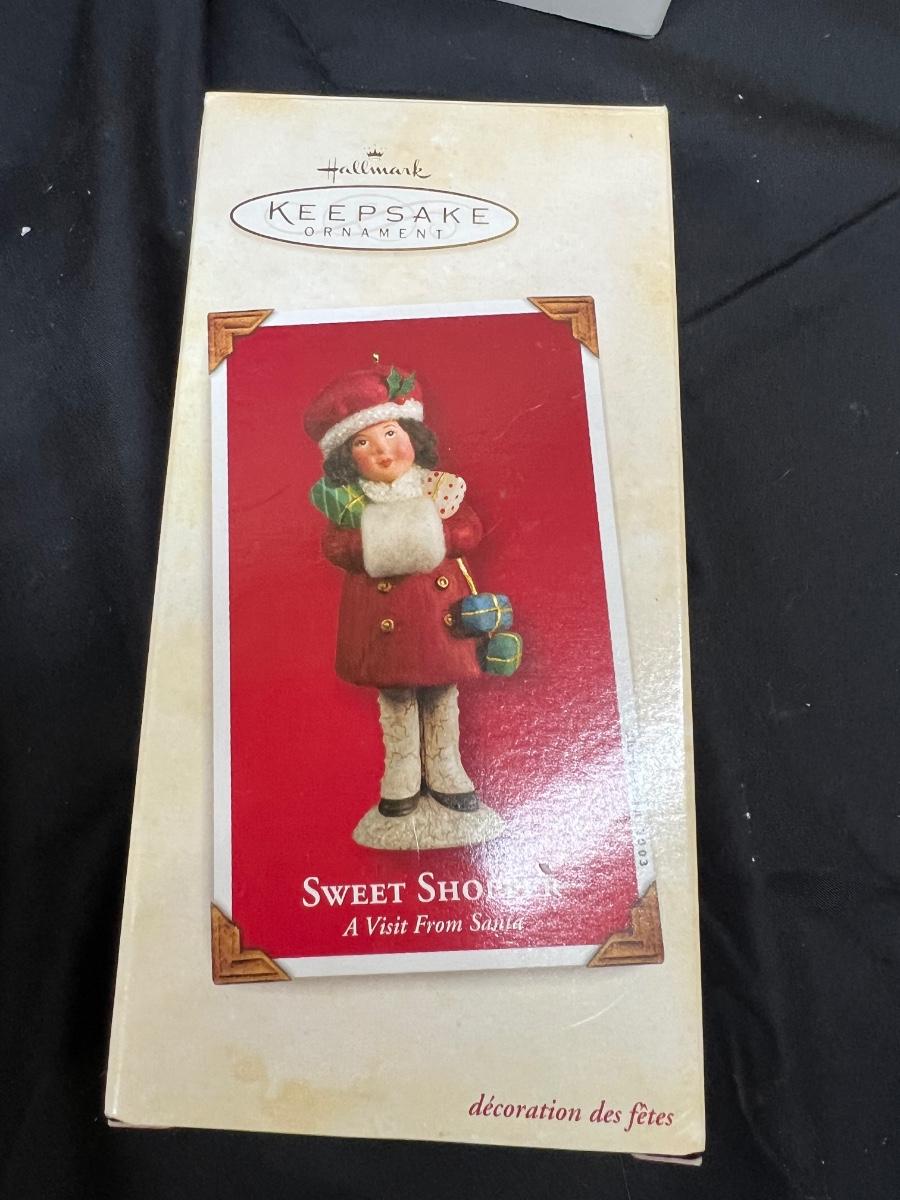 Hallmark
KEEPSAKE
ORNAMENT
SWEET
A Visit From Santa
décoration des fêtes